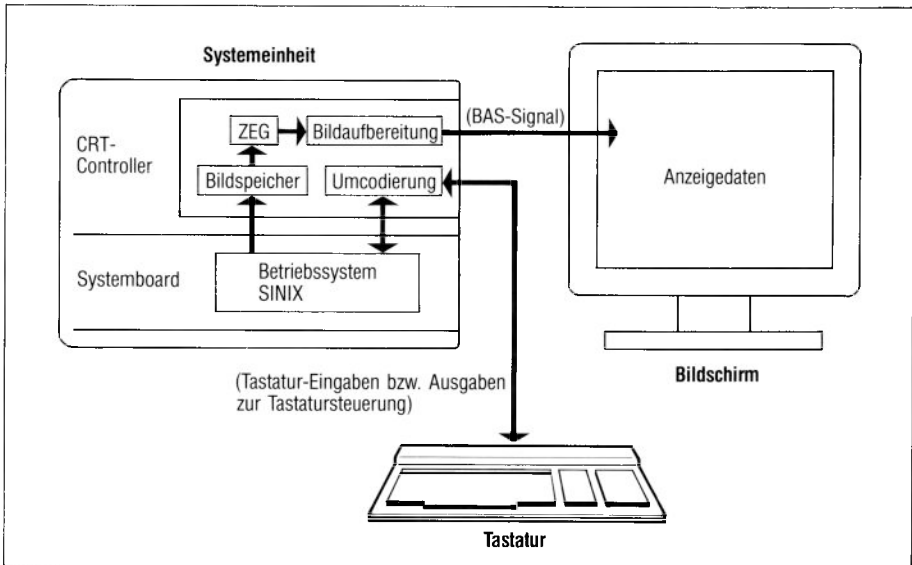 Systemeinheit
CRT-
Controller
ZEG
Bildaufbereitung
(BAS-Signal)
Bildspeicher
Umcodierung
Anzeigedaten
Systemboard
Betriebssystem
SINIX
(Tastatur-Eingaben bzw. Ausgaben
zur Tastatursteuerung)
Bildschirm
Tastatur